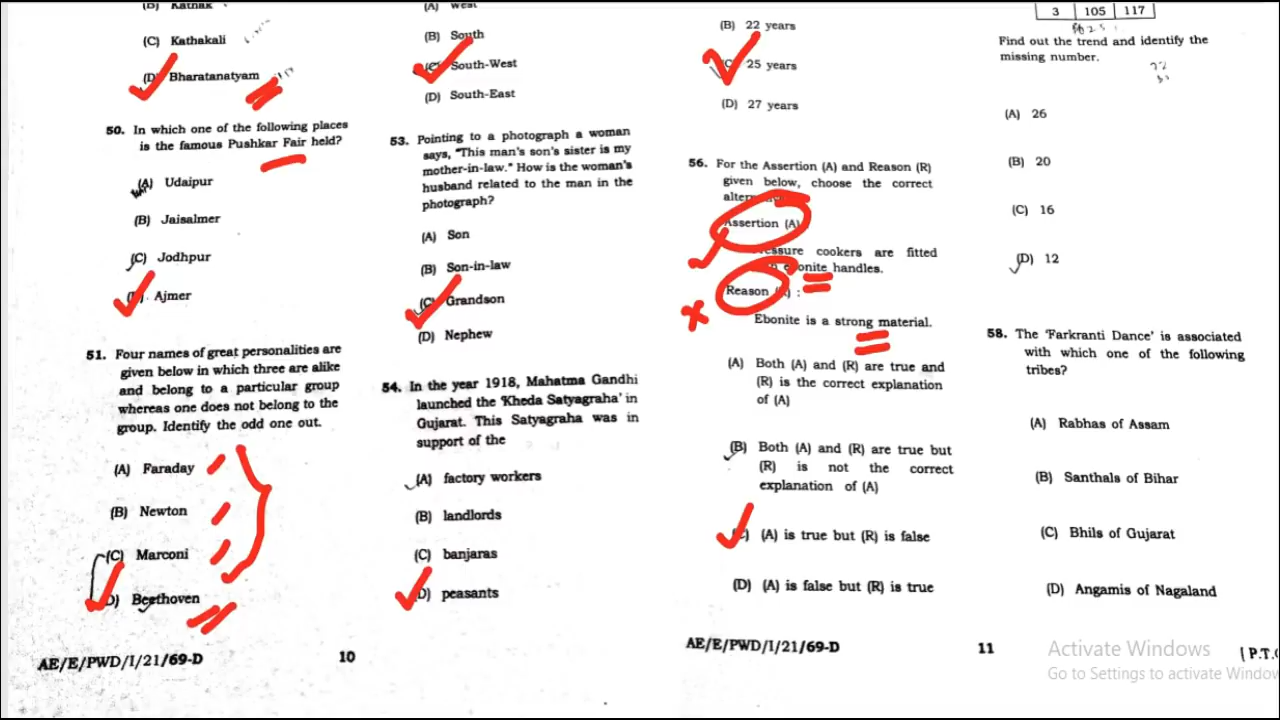 (B) Kathak
(C) Kathakali
(D) Bharatanatyam
50. In which one of the following places
is the famous Pushkar Fair held?
(A) Udaipur
(B) Jaisalmer
(C) Jodhpur
Ajmer
51. Four names of great personalities are
given below in which three are alike
and belong to a particular group
whereas one does not belong to the
group. Identify the odd one out.
(A) Faraday
(B) Newton
(C) Marconi
D) Beethoven
AE/E/PWD/I/21/69-D
10
(A) West
(B) South
(C) South-West
(D) South-East
53. Pointing to a photograph a woman
says, "This man's son's sister is my
mother-in-law." How is the woman's
husband related to the man in the
photograph?
(A) Son
(B) Son-in-law
(C) Grandson
(D) Nephew
54. In the year 1918, Mahatma Gandhi
launched the 'Kheda Satyagraha' in
Gujarat. This Satyagraha was in
support of the
(A) factory workers
(B) landlords
(C) banjaras
D) peasants
(B) 22 years
(C) 25 years
(D) 27 years
56. For the Assertion (A) and Reason (R)
given below, choose the correct
Assertion (A)
cookers are fitted
ebonite handles.
Reason :
Ebonite is a strong material.
(A) Both (A) and (R) are true and
(R) is the correct explanation
of (A)
(B) Both (A) and (R) are true but
(R) is not the correct
explanation of (A)
(A) is true but (R) is false
(D) (A) is false but (R) is true
AE/E/PWD/I/21/69-D
11
3 105 117
Find out the trend and identify the
missing number.
(A) 26
(B) 20
(C) 16
(D) 12
58. The 'Farkranti Dance' is associated
with which one of the following
tribes?
(A) Rabhas of Assam
(B) Santhals of Bihar
(C) Bhils of Gujarat
(D) Angamis of Nagaland
Activate Windows
Go to Settings to activate Window
[ P.T.O